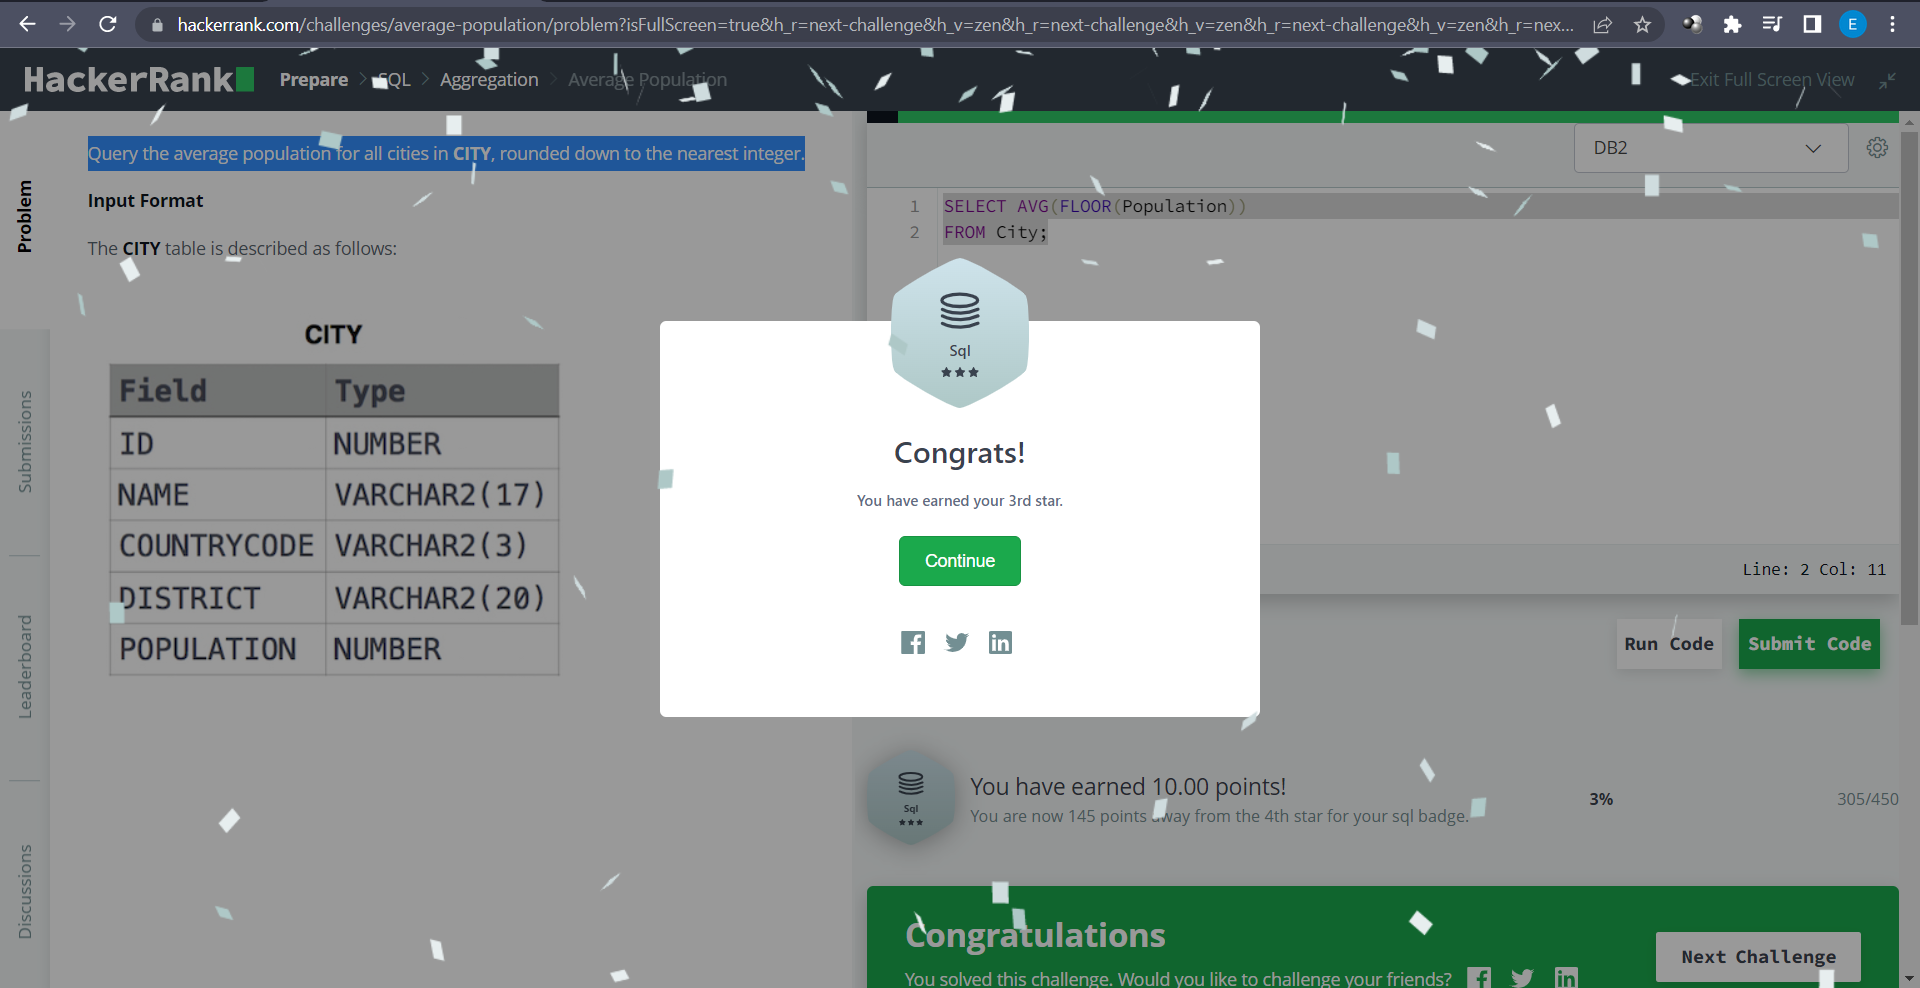 hackerrank.com/challenges/average-population/problem?isFullScreen=true&h_r=next-challenge&h_v=zen&h_r=next-challenge&h_v=zen&h_r=next-challenge&h_v=zen&h_r=nex...
E
HackerRank
Prepare > SQL > Aggregation > Average Population
Exit Full Screen View
Problem
Submissions
Leaderboard
Discussions
Query the average population for all cities in CITY, rounded down to the nearest integer.
Input Format
The CITY table is described as follows:
CITY
Field Type
ID NUMBER
NAME VARCHAR2(17)
COUNTRYCODE VARCHAR2(3)
DISTRICT VARCHAR2(20)
POPULATION NUMBER
DB2
1 SELECT AVG(FLOOR(Population))
2 FROM City;
Sql
Congrats!
You have earned your 3rd star.
Continue
Line: 2 Col: 11
Run Code
Submit Code
Sql
You have earned 10.00 points!
You are now 145 points away from the 4th star for your sql badge.
3%
305/450
Congratulations
You solved this challenge. Would you like to challenge your friends?
Next Challenge